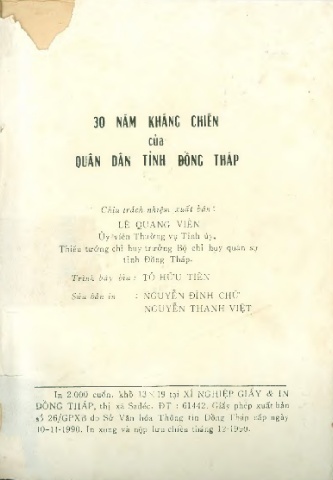 30 NĂM KHÁNG CHIẾN
của
QUÂN DÂN TỈNH ĐỒNG THÁP
Chịu trách nhiệm xuất bản:
LÊ QUANG VIÊN
Ủy viên Thường vụ Tỉnh ủy.
Thiếu tướng chỉ huy trưởng Bộ chỉ huy quân sự
tỉnh Đồng Tháp.
Trình bày bìa : TÔ HỮU TIÊN
Sửa bản in : NGUYỄN ĐÌNH CHỮ
NGUYỄN THANH VIỆT
In 2.000 cuốn, khổ 13×19 tại XÍ NGHIỆP GIẤY & IN
ĐỒNG THÁP, thị xã Sađéc. ĐT : 61442. Giấy phép xuất bản
số 26/GPXB do Sở Văn hóa Thông tin Đồng Tháp cấp ngày
10-11-1990. In xong và nộp lưu chiểu tháng 12-1990.